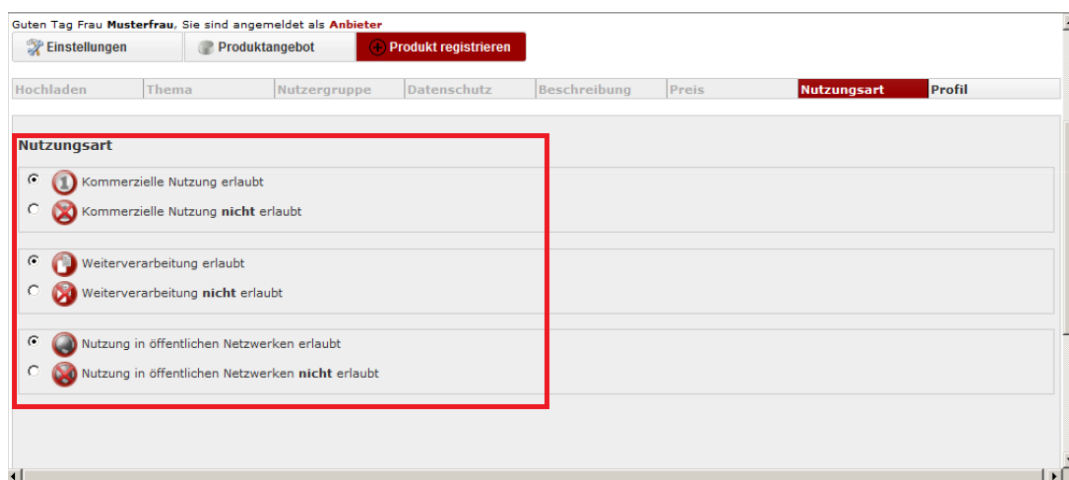 Guten Tag Frau Musterfrau, Sie sind angemeldet als Anbieter
Einstellungen Produktangebot Produkt registrieren
Hochladen Thema Nutzergruppe Datenschutz Beschreibung Preis Nutzungsart Profil
Nutzungsart
1 Kommerzielle Nutzung erlaubt
Kommerzielle Nutzung nicht erlaubt
Weiterverarbeitung erlaubt
Weiterverarbeitung nicht erlaubt
Nutzung in öffentlichen Netzwerken erlaubt
Nutzung in öffentlichen Netzwerken nicht erlaubt